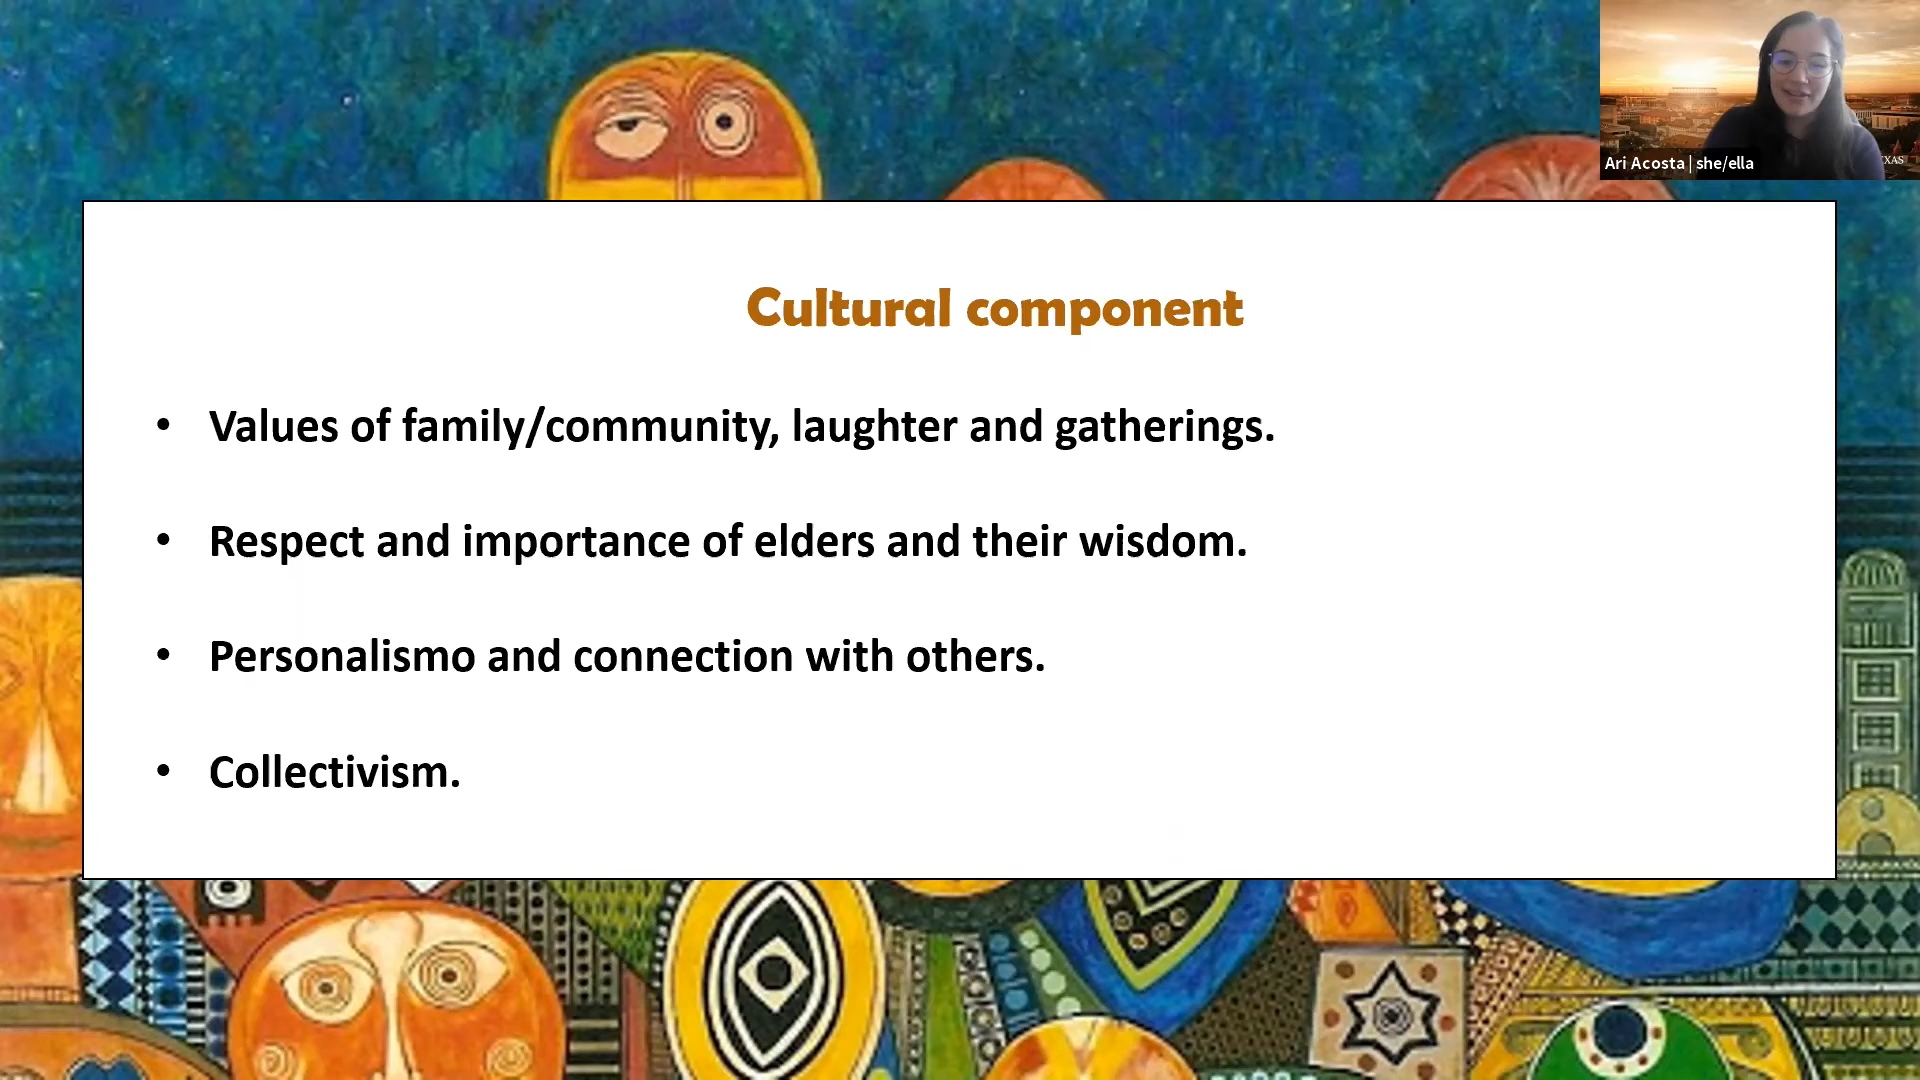 Ari Acosta | she/ella
XAS
Cultural component
• Values of family/community, laughter and gatherings.
• Respect and importance of elders and their wisdom.
• Personalismo and connection with others.
• Collectivism.